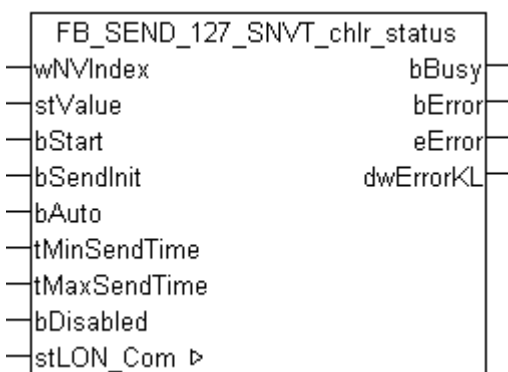 FB_SEND_127_SNVT_chlr_status
wNVIndex bBusy
stValue bError
bStart eError
bSendInit dwErrorKL
bAuto
tMinSendTime
tMaxSendTime
bDisabled
stLON_Com ▷